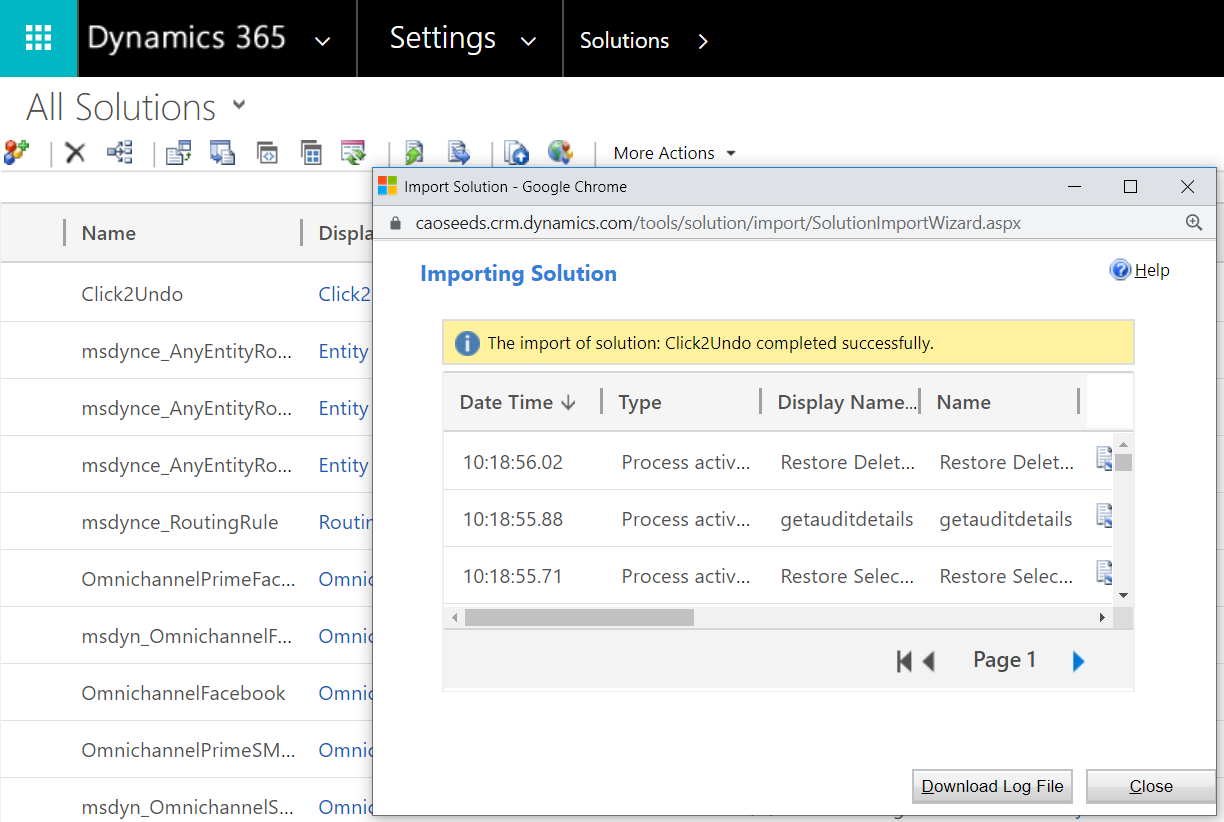 Dynamics 365
Settings
Solutions
All Solutions
More Actions
Name
Displa
Click2Undo
Click2
msdynce_AnyEntityRo...
Entity
msdynce_AnyEntityRo...
Entity
msdynce_AnyEntityRo...
Entity
msdynce_RoutingRule
Routin
OmnichannelPrimeFac...
Omnic
msdyn_OmnichannelF...
Omnic
OmnichannelFacebook
Omnic
OmnichannelPrimeSM...
Omnic
msdyn_OmnichannelS...
Omnic
Import Solution - Google Chrome
caoseeds.crm.dynamics.com/tools/solution/import/SolutionImportWizard.aspx
Importing Solution
Help
The import of solution: Click2Undo completed successfully.
Date Time Type Display Name... Name
10:18:56.02 Process activ... Restore Delet... Restore Delet...
10:18:55.88 Process activ... getauditdetails getauditdetails
10:18:55.71 Process activ... Restore Selec... Restore Selec...
Page 1
Download Log File
Close